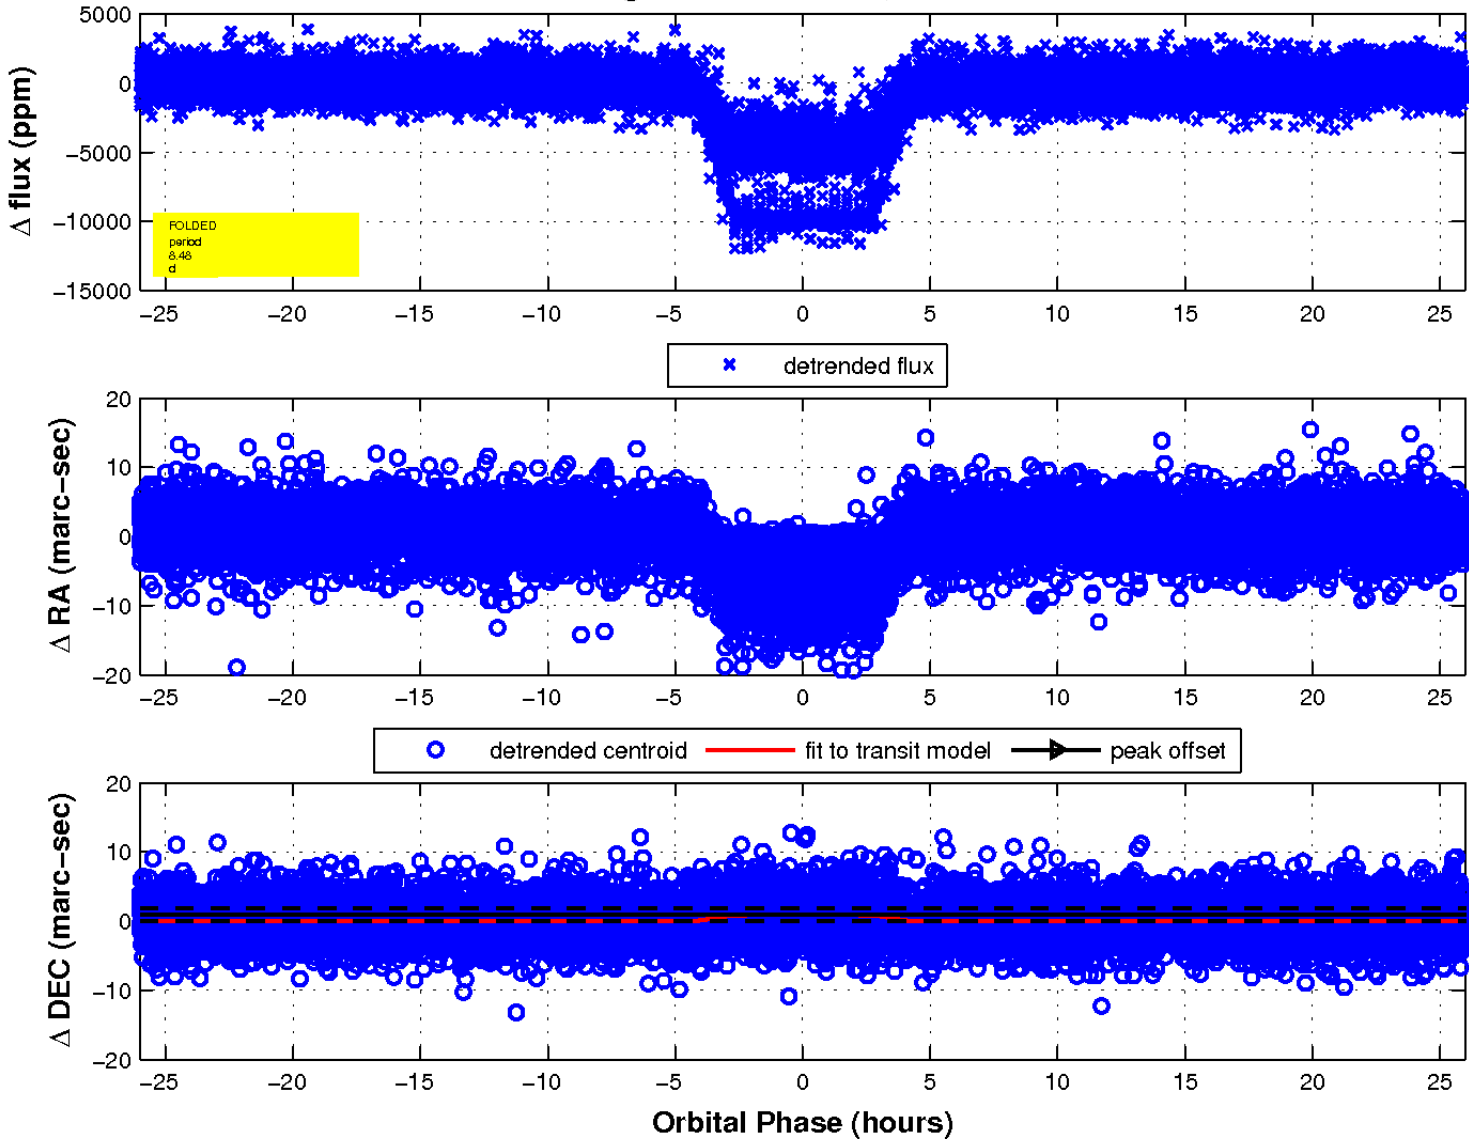 5000
0
−5000
−10000
−15000
Δ flux (ppm)
FOLDED
period
8.48
d
−25 −20 −15 −10 −5 0 5 10 15 20 25
detrended flux
20
10
0
−10
−20
Δ RA (marc−sec)
−25 −20 −15 −10 −5 0 5 10 15 20 25
detrended centroid fit to transit model peak offset
20
10
0
−10
−20
Δ DEC (marc−sec)
−25 −20 −15 −10 −5 0 5 10 15 20 25
Orbital Phase (hours)